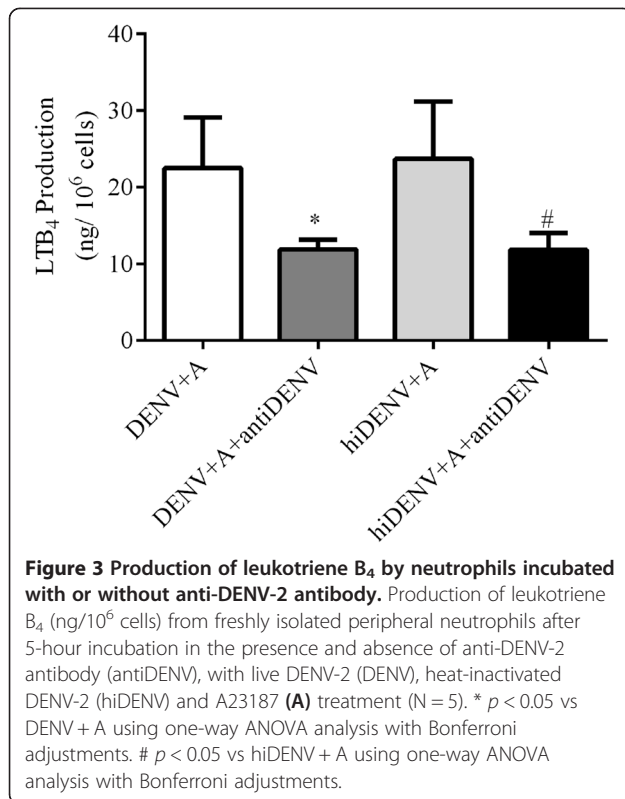 40
30
20
10
0
LTB4 Production
(ng/ 10^6 cells)
*
#
DENV+A
DENV+A+antiDENV
hiDENV+A
hiDENV+A+antiDENV
Figure 3 Production of leukotriene B4 by neutrophils incubated
with or without anti-DENV-2 antibody. Production of leukotriene
B4 (ng/10^6 cells) from freshly isolated peripheral neutrophils after
5-hour incubation in the presence and absence of anti-DENV-2
antibody (antiDENV), with live DENV-2 (DENV), heat-inactivated
DENV-2 (hiDENV) and A23187 (A) treatment (N = 5). * p < 0.05 vs
DENV + A using one-way ANOVA analysis with Bonferroni
adjustments. # p < 0.05 vs hiDENV + A using one-way ANOVA
analysis with Bonferroni adjustments.